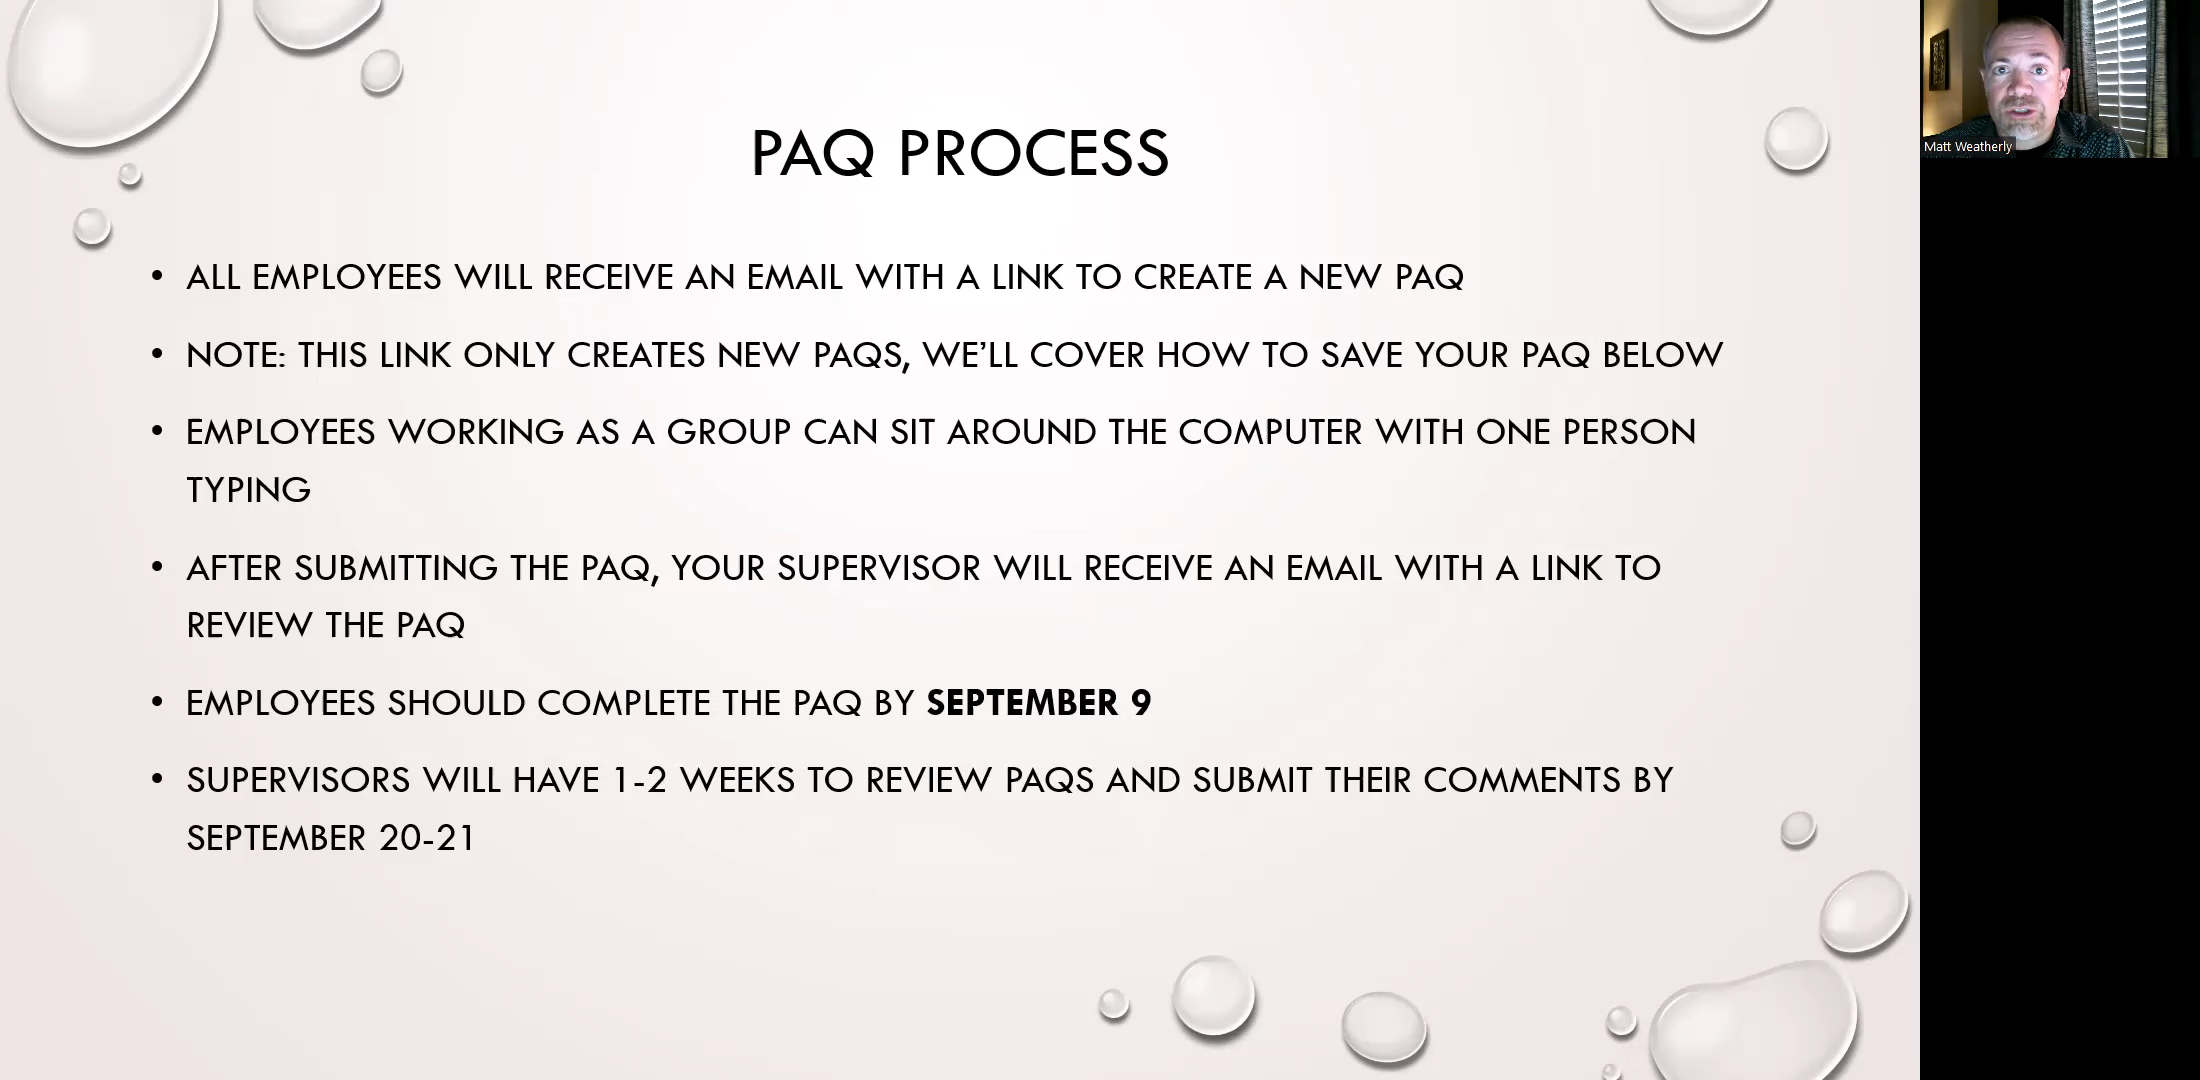 PAQ PROCESS
Matt Weatherly
• ALL EMPLOYEES WILL RECEIVE AN EMAIL WITH A LINK TO CREATE A NEW PAQ
• NOTE: THIS LINK ONLY CREATES NEW PAQS, WE’LL COVER HOW TO SAVE YOUR PAQ BELOW
• EMPLOYEES WORKING AS A GROUP CAN SIT AROUND THE COMPUTER WITH ONE PERSON
TYPING
• AFTER SUBMITTING THE PAQ, YOUR SUPERVISOR WILL RECEIVE AN EMAIL WITH A LINK TO
REVIEW THE PAQ
• EMPLOYEES SHOULD COMPLETE THE PAQ BY SEPTEMBER 9
• SUPERVISORS WILL HAVE 1-2 WEEKS TO REVIEW PAQS AND SUBMIT THEIR COMMENTS BY
SEPTEMBER 20-21